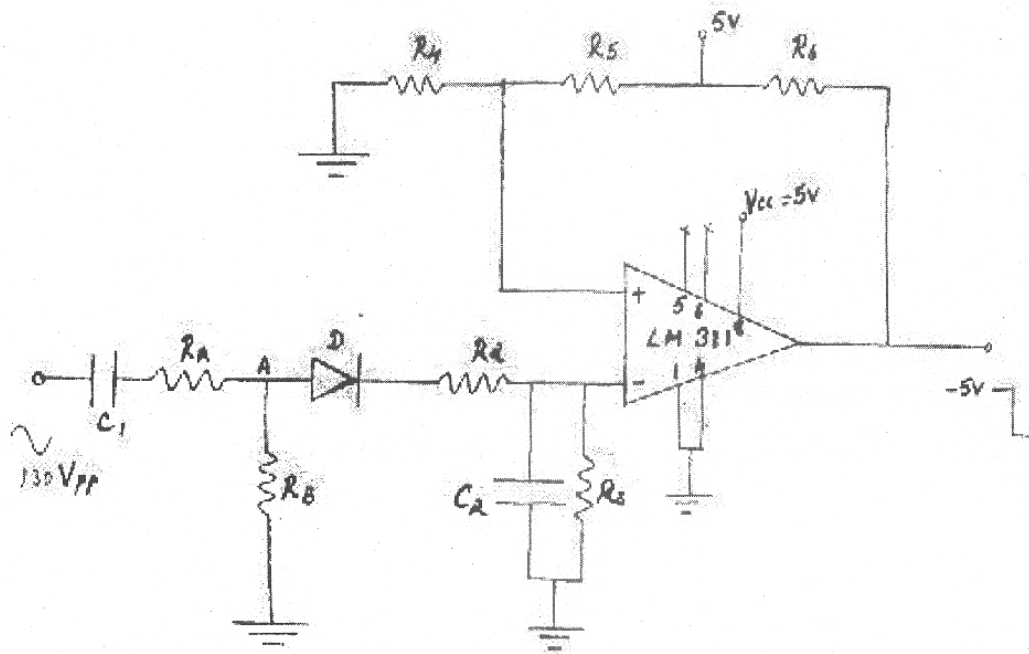 5V
R4
R5
R6
Vcc = 5V
+
5 6
LM 311
8
1 4
-
RA
A
D
R2
C1
130 Vpp
RB
C2
R3
-5V